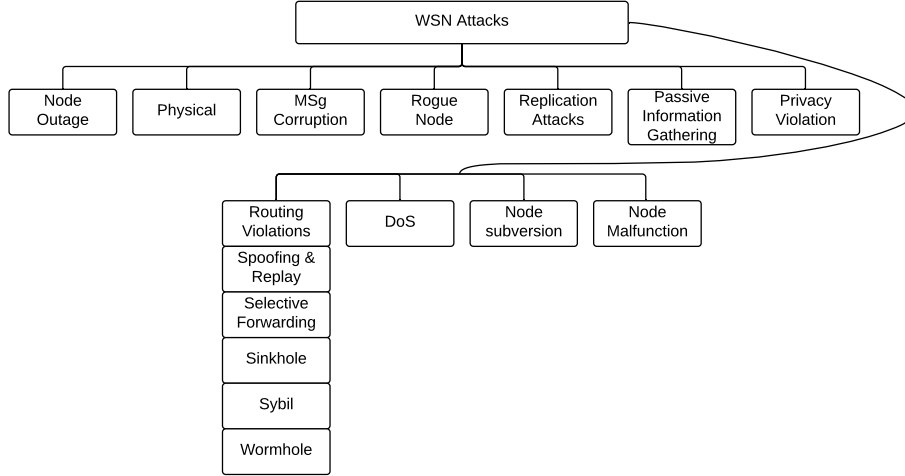 WSN Attacks
Node
Outage
Physical
MSg
Corruption
Rogue
Node
Replication
Attacks
Passive
Information
Gathering
Privacy
Violation
Routing
Violations
DoS
Node
subversion
Node
Malfunction
Spoofing &
Replay
Selective
Forwarding
Sinkhole
Sybil
Wormhole